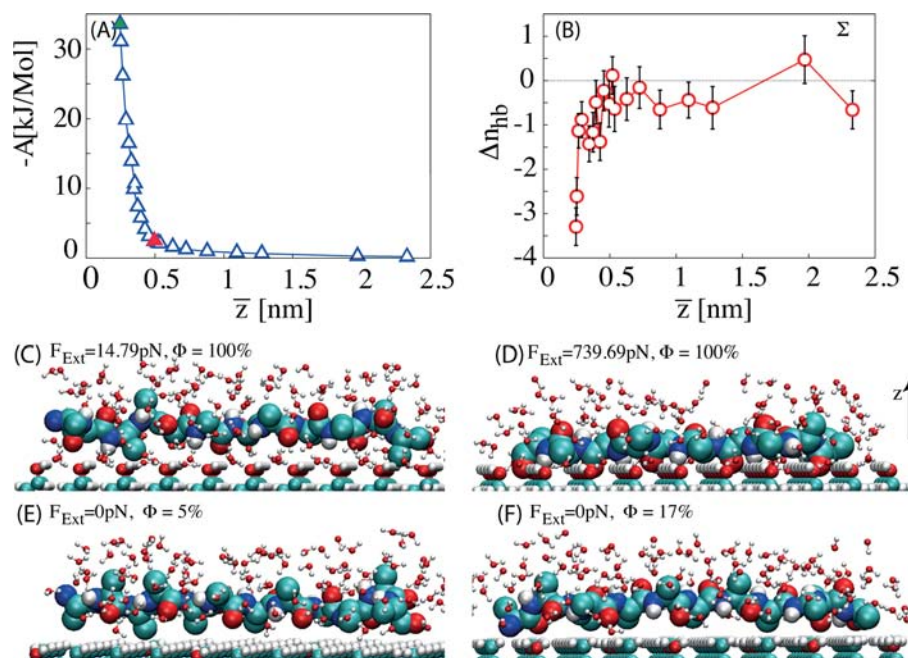 (A)
-A[kJ/Mol]
30
20
10
0
0 0.5 1 1.5 2 2.5
z̅ [nm]
(B) Σ
Δn_hb
1
0
-1
-2
-3
-4
0 0.5 1 1.5 2 2.5
z̅ [nm]
(C) F_Ext=14.79pN, Φ = 100%
(D) F_Ext=739.69pN, Φ = 100%
z
(E) F_Ext=0pN, Φ = 5%
(F) F_Ext=0pN, Φ = 17%